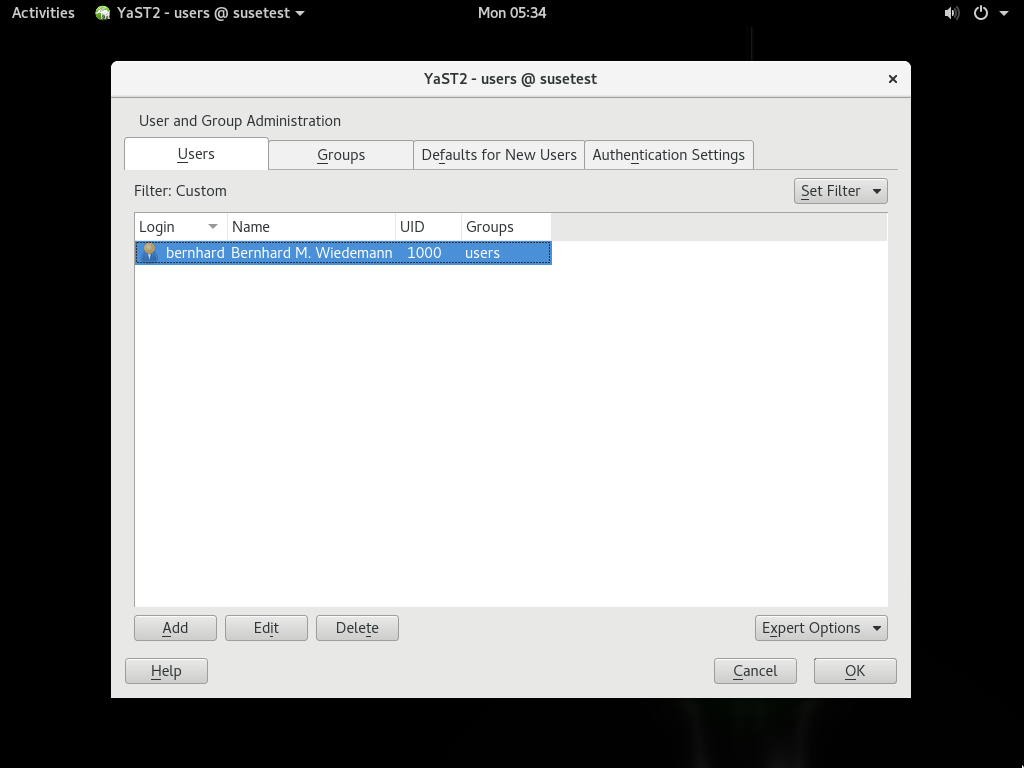 Activities YaST2 - users @ susetest Mon 05:34
YaST2 - users @ susetest ×
User and Group Administration
Users Groups Defaults for New Users Authentication Settings
Filter: Custom Set Filter
Login Name UID Groups
bernhard Bernhard M. Wiedemann 1000 users
Add Edit Delete Expert Options
Help Cancel OK